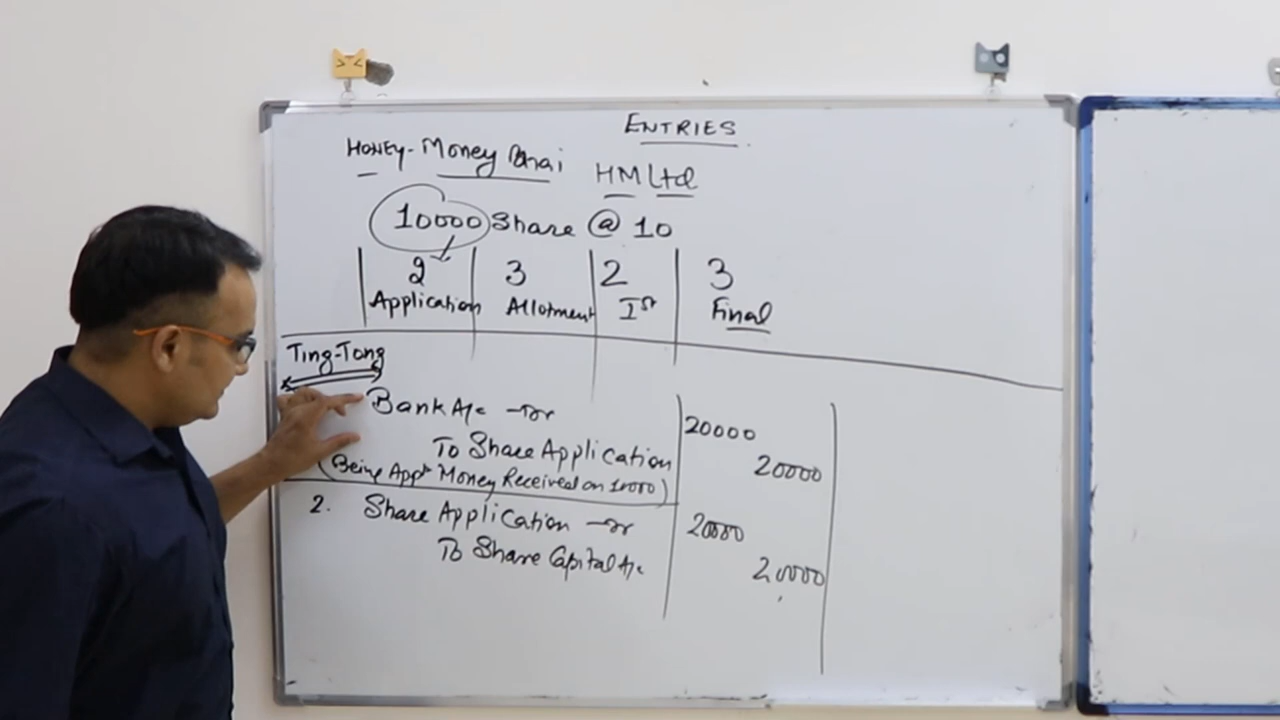 ENTRIES
HONEY-Money Bhai
HM Ltd
10000 Share @ 10
2 3 2 3
Application Allotment Ist Final
Ting-Tong
Bank A/c Dr 20000
To Share Application 20000
(Being Appn Money Received on 10000)
2. Share Application Dr 20000
To Share Capital A/c 20000